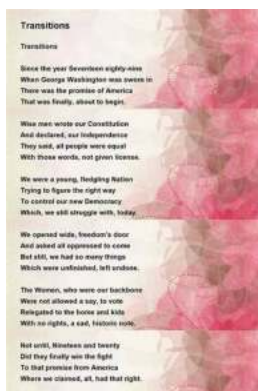 Transitions
Transitions
Since the year Seventeen eighty-nine
When George Washington was swore in
There was the promise of America
That was finally, about to begin.
Wise men wrote our Constitution
And declared, our Independence
They said, all people were equal
With those words, not given license.
We were a young, fledgling Nation
Trying to figure the right way
To control our new Democracy
Which, we still struggle with, today.
We opened wide, freedom's door
And asked all oppressed to come
But still, we had so many things
Which were unfinished, left undone.
The Women, who were our backbone
Were not allowed a say, to vote
Relegated to the home and kids
With no rights, a sad, historic note.
Not until, Nineteen and twenty
Did they finally win the fight
To that promise from America
Where we claimed, all, had that right.